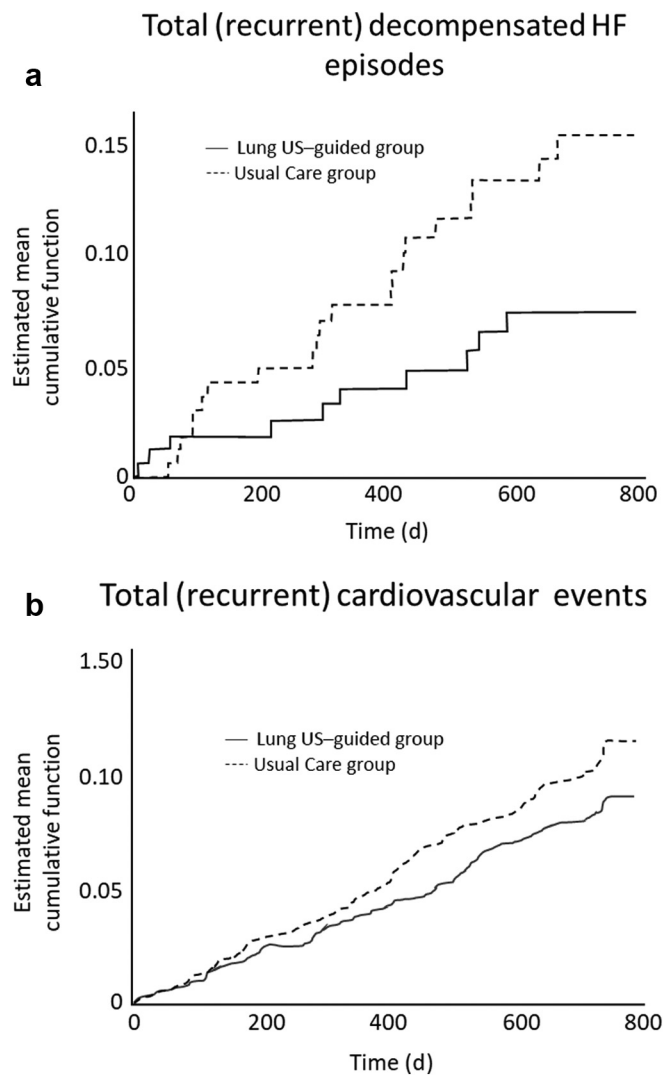 Total (recurrent) decompensated HF
episodes
a
0.15
0.10
0.05
0
Estimated mean
cumulative function
Lung US–guided group
Usual Care group
0
200
400
600
800
Time (d)
b
Total (recurrent) cardiovascular events
1.50
0.10
0.05
0
Estimated mean
cumulative function
Lung US–guided group
Usual Care group
0
200
400
600
800
Time (d)